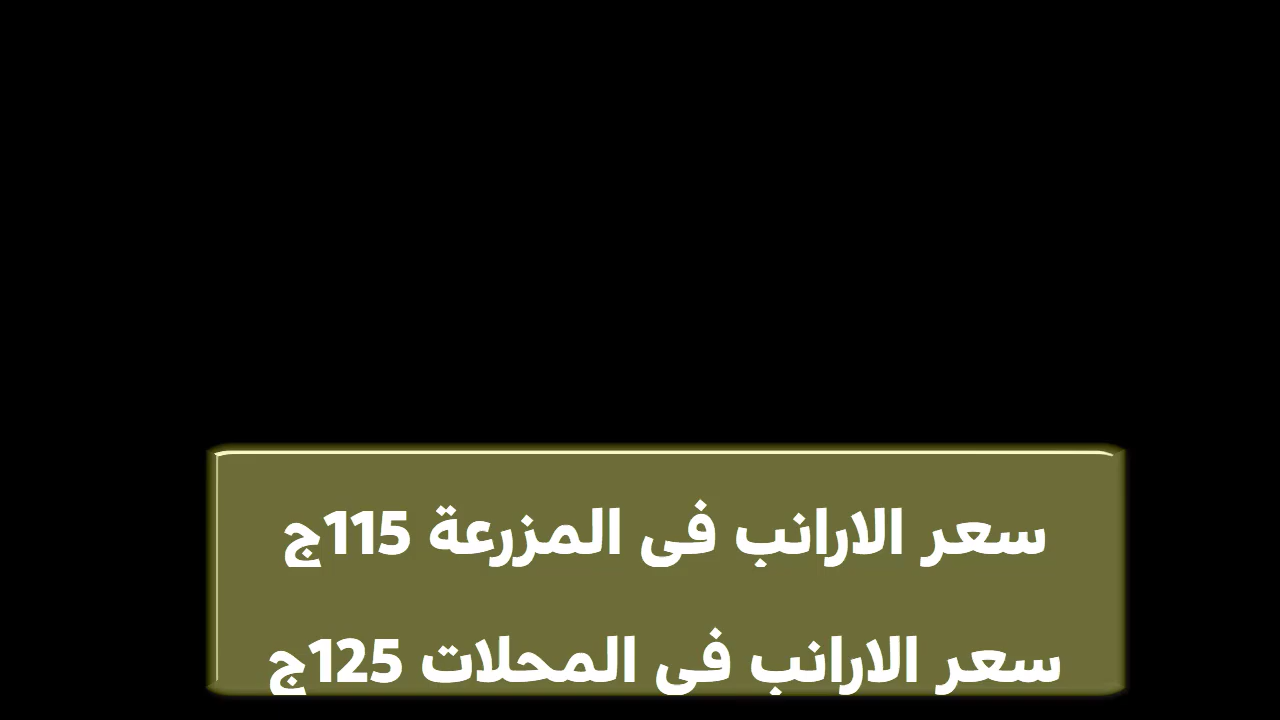 سعر الارانب فى المزرعة 115ج
سعر الارانب فى المحلات 125ج